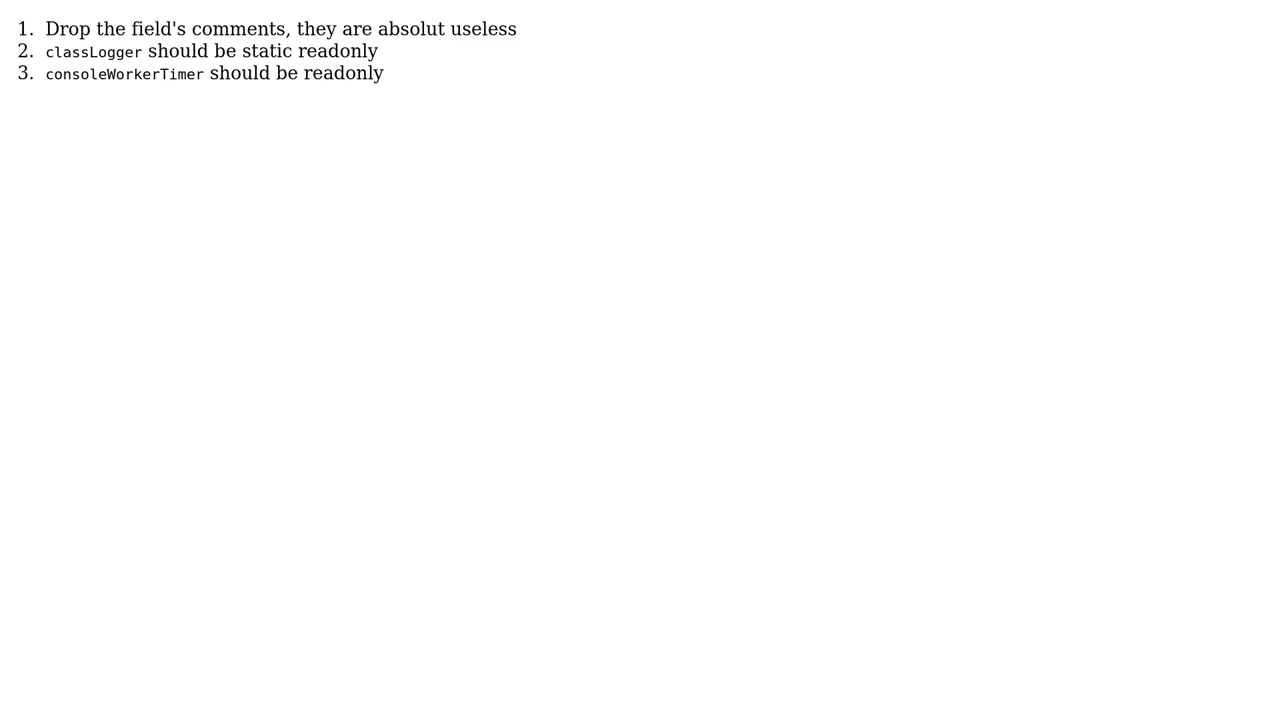 1. Drop the field's comments, they are absolut useless
2. classLogger should be static readonly
3. consoleWorkerTimer should be readonly